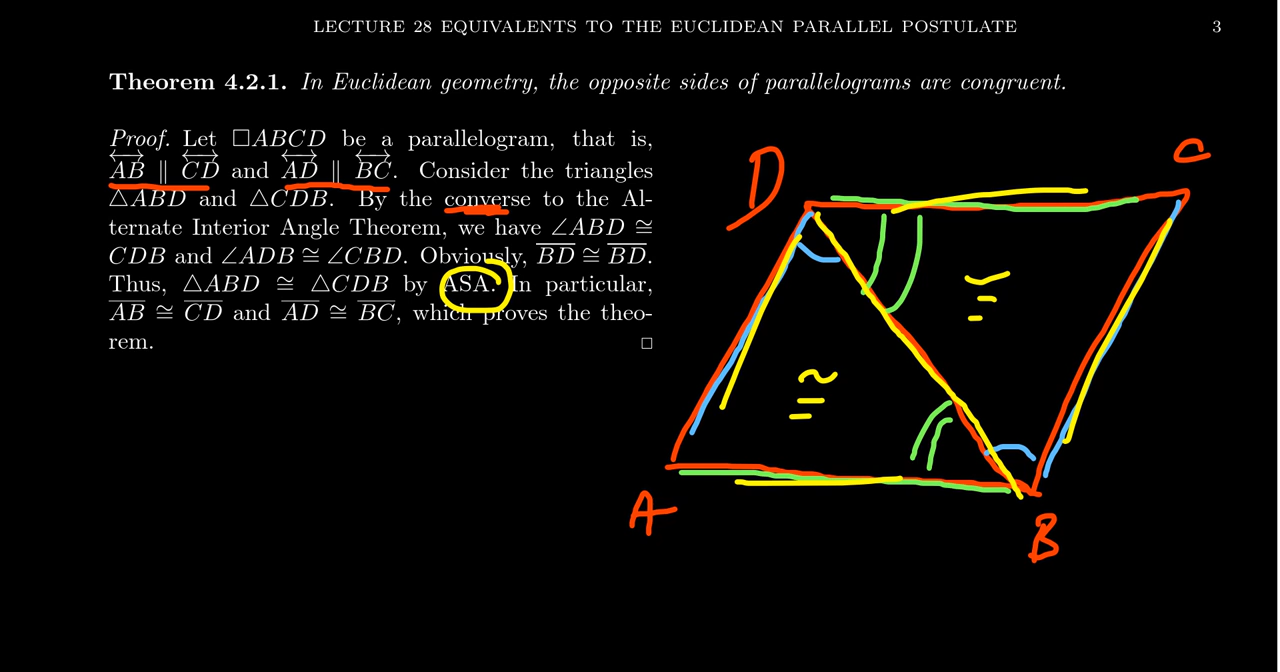 LECTURE 28 EQUIVALENTS TO THE EUCLIDEAN PARALLEL POSTULATE 3
Theorem 4.2.1. In Euclidean geometry, the opposite sides of parallelograms are congruent.
Proof. Let □ABCD be a parallelogram, that is,
AB ∥ CD and AD ∥ BC. Consider the triangles
△ABD and △CDB. By the converse to the Al-
ternate Interior Angle Theorem, we have ∠ABD ≅
CDB and ∠ADB ≅ ∠CBD. Obviously, BD ≅ BD.
Thus, △ABD ≅ △CDB by ASA. In particular,
AB ≅ CD and AD ≅ BC, which proves the theo-
rem. □
D
C
A
B